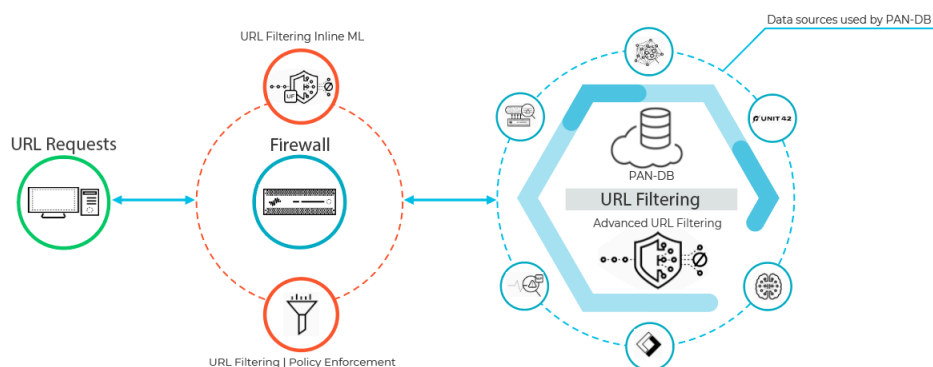 Data sources used by PAN-DB
URL Filtering Inline ML
UF
UNIT 42
URL Requests
Firewall
PAN-DB
URL Filtering
Advanced URL Filtering
URL Filtering | Policy Enforcement